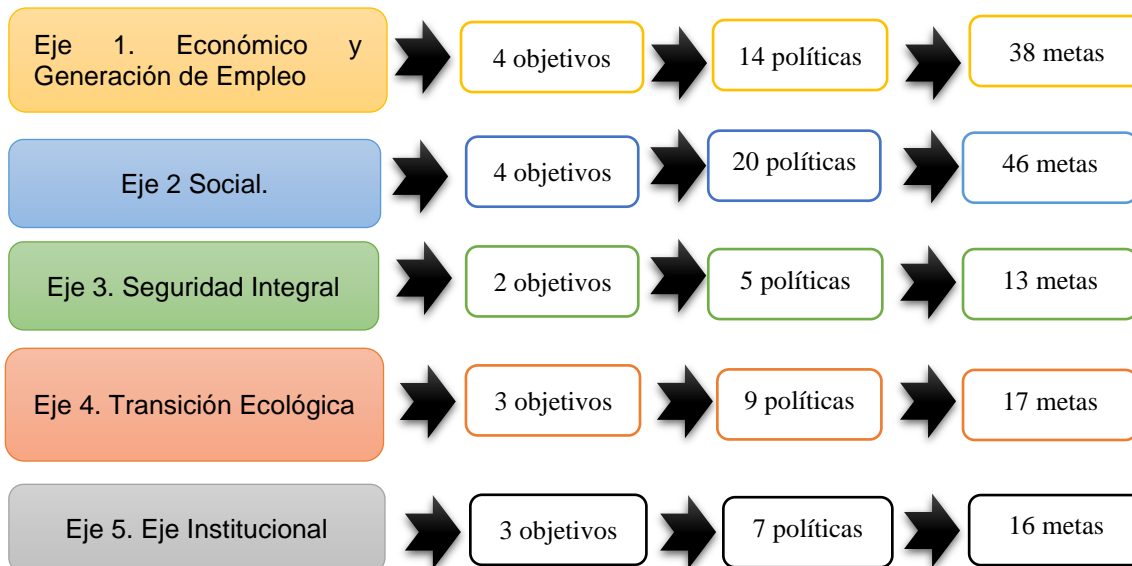 Eje 1. Económico y
Generación de Empleo
4 objetivos
14 políticas
38 metas
Eje 2 Social.
4 objetivos
20 políticas
46 metas
Eje 3. Seguridad Integral
2 objetivos
5 políticas
13 metas
Eje 4. Transición Ecológica
3 objetivos
9 políticas
17 metas
Eje 5. Eje Institucional
3 objetivos
7 políticas
16 metas